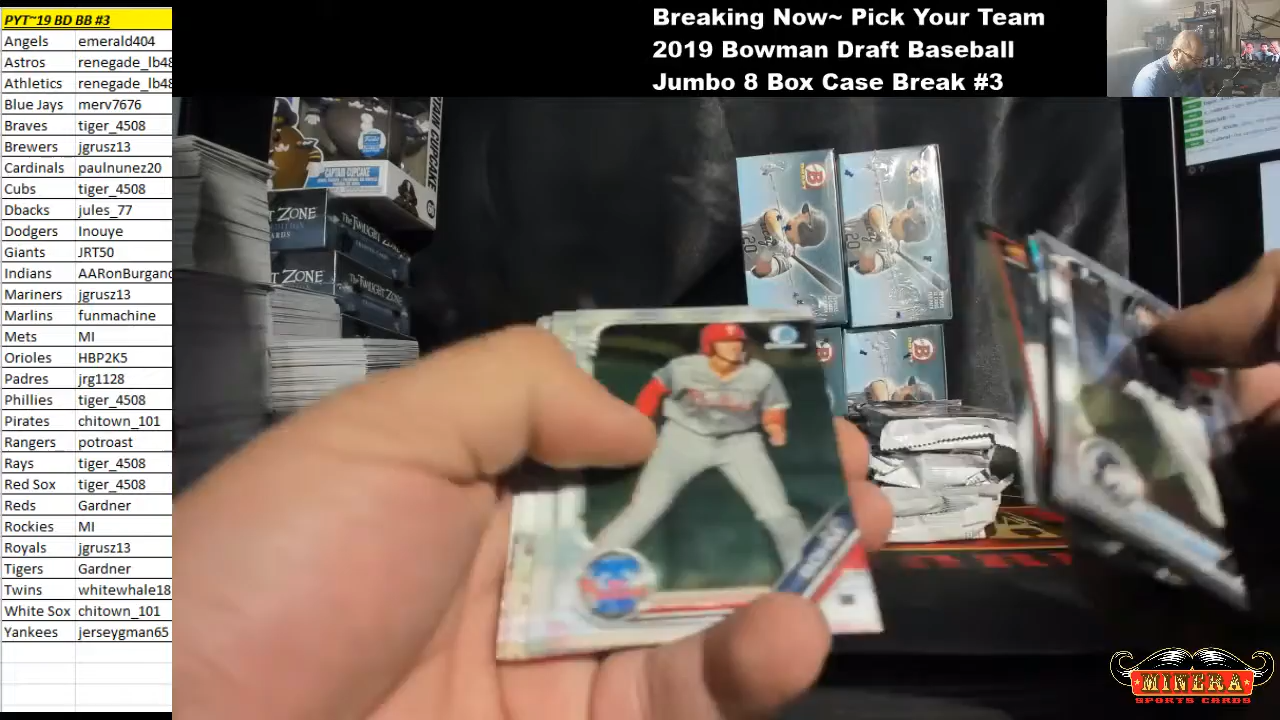 PYT~19 BD BB #3
Angels emerald404
Astros renegade_lb48
Athletics renegade_lb48
Blue Jays merv7676
Braves tiger_4508
Brewers jgrusz13
Cardinals paulnunez20
Cubs tiger_4508
Dbacks jules_77
Dodgers Inouye
Giants JRT50
Indians AARonBurgand
Mariners jgrusz13
Marlins funmachine
Mets MI
Orioles HBP2K5
Padres jrg1128
Phillies tiger_4508
Pirates chitown_101
Rangers potroast
Rays tiger_4508
Red Sox tiger_4508
Reds Gardner
Rockies MI
Royals jgrusz13
Tigers Gardner
Twins whitewhale18
White Sox chitown_101
Yankees jerseygman65
Breaking Now~ Pick Your Team
2019 Bowman Draft Baseball
Jumbo 8 Box Case Break #3
CAPTAIN CUPCAKE
ZONE
THE TWILIGHT ZONE
ZONE
MINERA
SPORTS CARDS